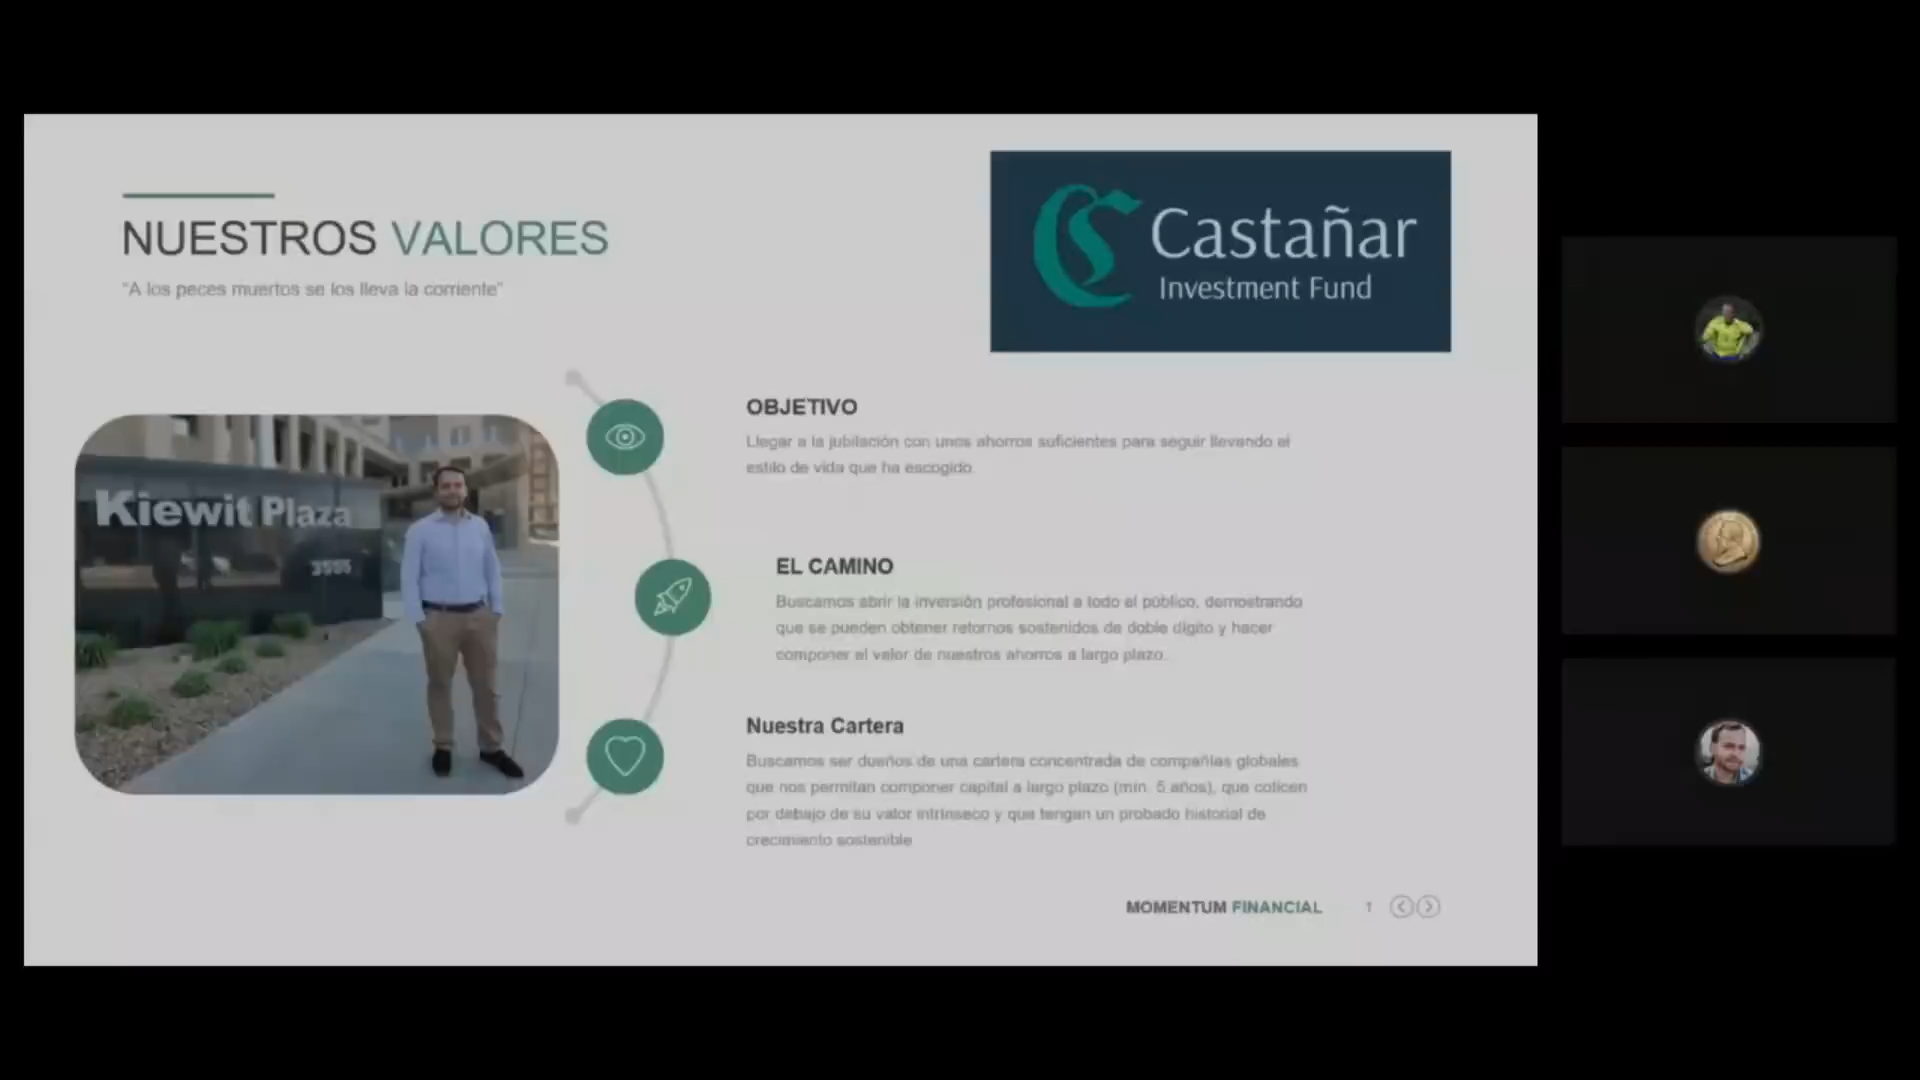 NUESTROS VALORES
"A los peces muertos se los lleva la corriente"
Castañar
Investment Fund
Kiewit Plaza
3555
OBJETIVO
Llegar a la jubilación con unos ahorros suficientes para seguir llevando el
estilo de vida que ha escogido.
EL CAMINO
Buscamos abrir la inversión profesional a todo el público, demostrando
que se pueden obtener retornos sostenidos de doble dígito y hacer
componer el valor de nuestros ahorros a largo plazo.
Nuestra Cartera
Buscamos ser dueños de una cartera concentrada de compañías globales
que nos permitan componer capital a largo plazo (min. 5 años), que coticen
por debajo de su valor intrínseco y que tengan un probado historial de
crecimiento sostenible
MOMENTUM FINANCIAL
1